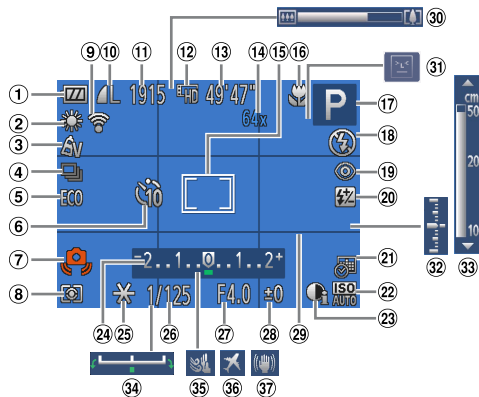 ㉚
⑨ ⑩ ⑪ ⑫ ⑬ ⑭ ⑮ ⑯
㉛
① L 1915 HD 49'47" P ⑰
cm
50
② 64x ⑱
③ V
④ ⑲
20
⑤ ECO ⑳
⑥ 10
10
㉜ ㉝
⑦ -2..1..0..1..2+ ㉑
⑧ 1/125 F4.0 ±0 i ISO AUTO ㉒
㉔ ㉕ ㉖ ㉗ ㉘ ㉙ ㉓
㉞ ㉟ ㊱ ㊲